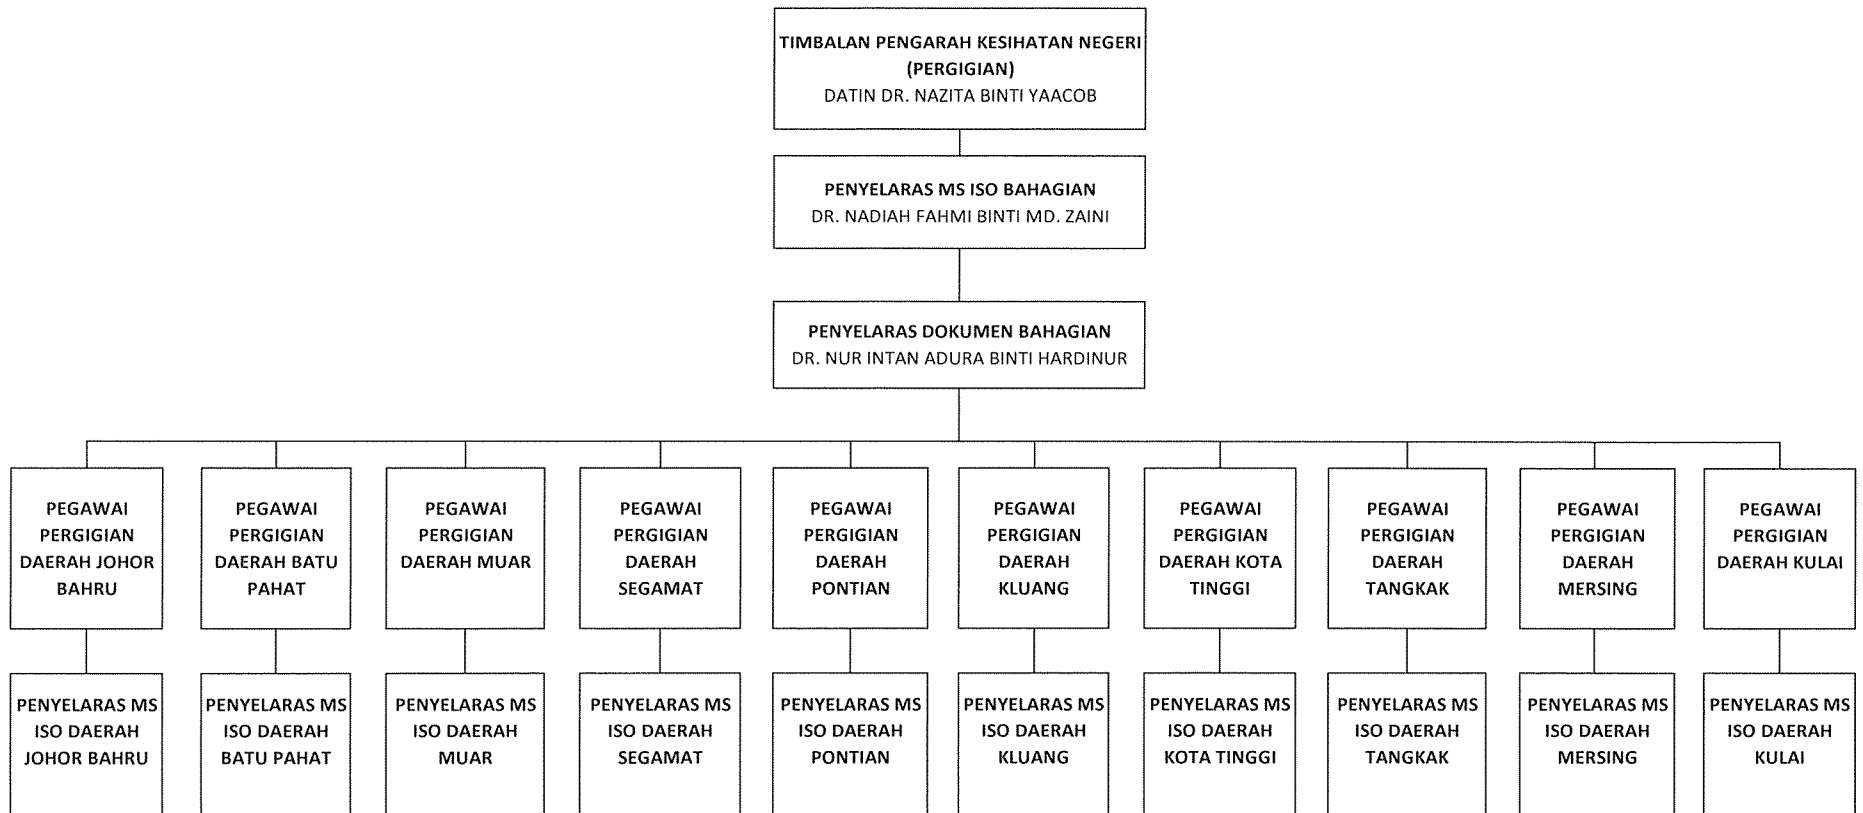 TIMBALAN PENGARAH KESIHATAN NEGERI
(PERGIGIAN)
DATIN DR. NAZITA BINTI YAACOB
PENYELARAS MS ISO BAHAGIAN
DR. NADIAH FAHMI BINTI MD. ZAINI
PENYELARAS DOKUMEN BAHAGIAN
DR. NUR INTAN ADURA BINTI HARDINUR
PEGAWAI
PERGIGIAN
DAERAH JOHOR
BAHRU
PEGAWAI
PERGIGIAN
DAERAH BATU
PAHAT
PEGAWAI
PERGIGIAN
DAERAH MUAR
PEGAWAI
PERGIGIAN
DAERAH
SEGAMAT
PEGAWAI
PERGIGIAN
DAERAH
PONTIAN
PEGAWAI
PERGIGIAN
DAERAH
KLUANG
PEGAWAI
PERGIGIAN
DAERAH KOTA
TINGGI
PEGAWAI
PERGIGIAN
DAERAH
TANGKAK
PEGAWAI
PERGIGIAN
DAERAH
MERSING
PEGAWAI
PERGIGIAN
DAERAH KULAI
PENYELARAS MS
ISO DAERAH
JOHOR BAHRU
PENYELARAS MS
ISO DAERAH
BATU PAHAT
PENYELARAS MS
ISO DAERAH
MUAR
PENYELARAS MS
ISO DAERAH
SEGAMAT
PENYELARAS MS
ISO DAERAH
PONTIAN
PENYELARAS MS
ISO DAERAH
KLUANG
PENYELARAS MS
ISO DAERAH
KOTA TINGGI
PENYELARAS MS
ISO DAERAH
TANGKAK
PENYELARAS MS
ISO DAERAH
MERSING
PENYELARAS MS
ISO DAERAH
KULAI